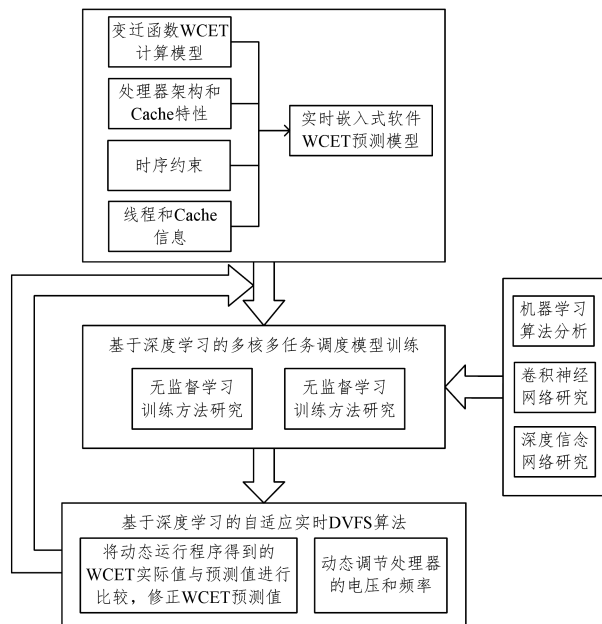 变迁函数WCET
计算模型
处理器架构和
Cache特性
时序约束
线程和Cache
信息
实时嵌入式软件
WCET预测模型
基于深度学习的多核多任务调度模型训练
无监督学习
训练方法研究
无监督学习
训练方法研究
机器学习
算法分析
卷积神经
网络研究
深度信念
网络研究
基于深度学习的自适应实时DVFS算法
将动态运行程序得到的
WCET实际值与预测值进行
比较，修正WCET预测值
动态调节处理器
的电压和频率